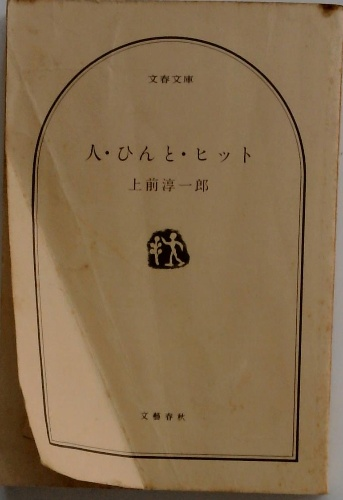 文春文庫
人・ひんと・ヒット
上前淳一郎
文藝春秋